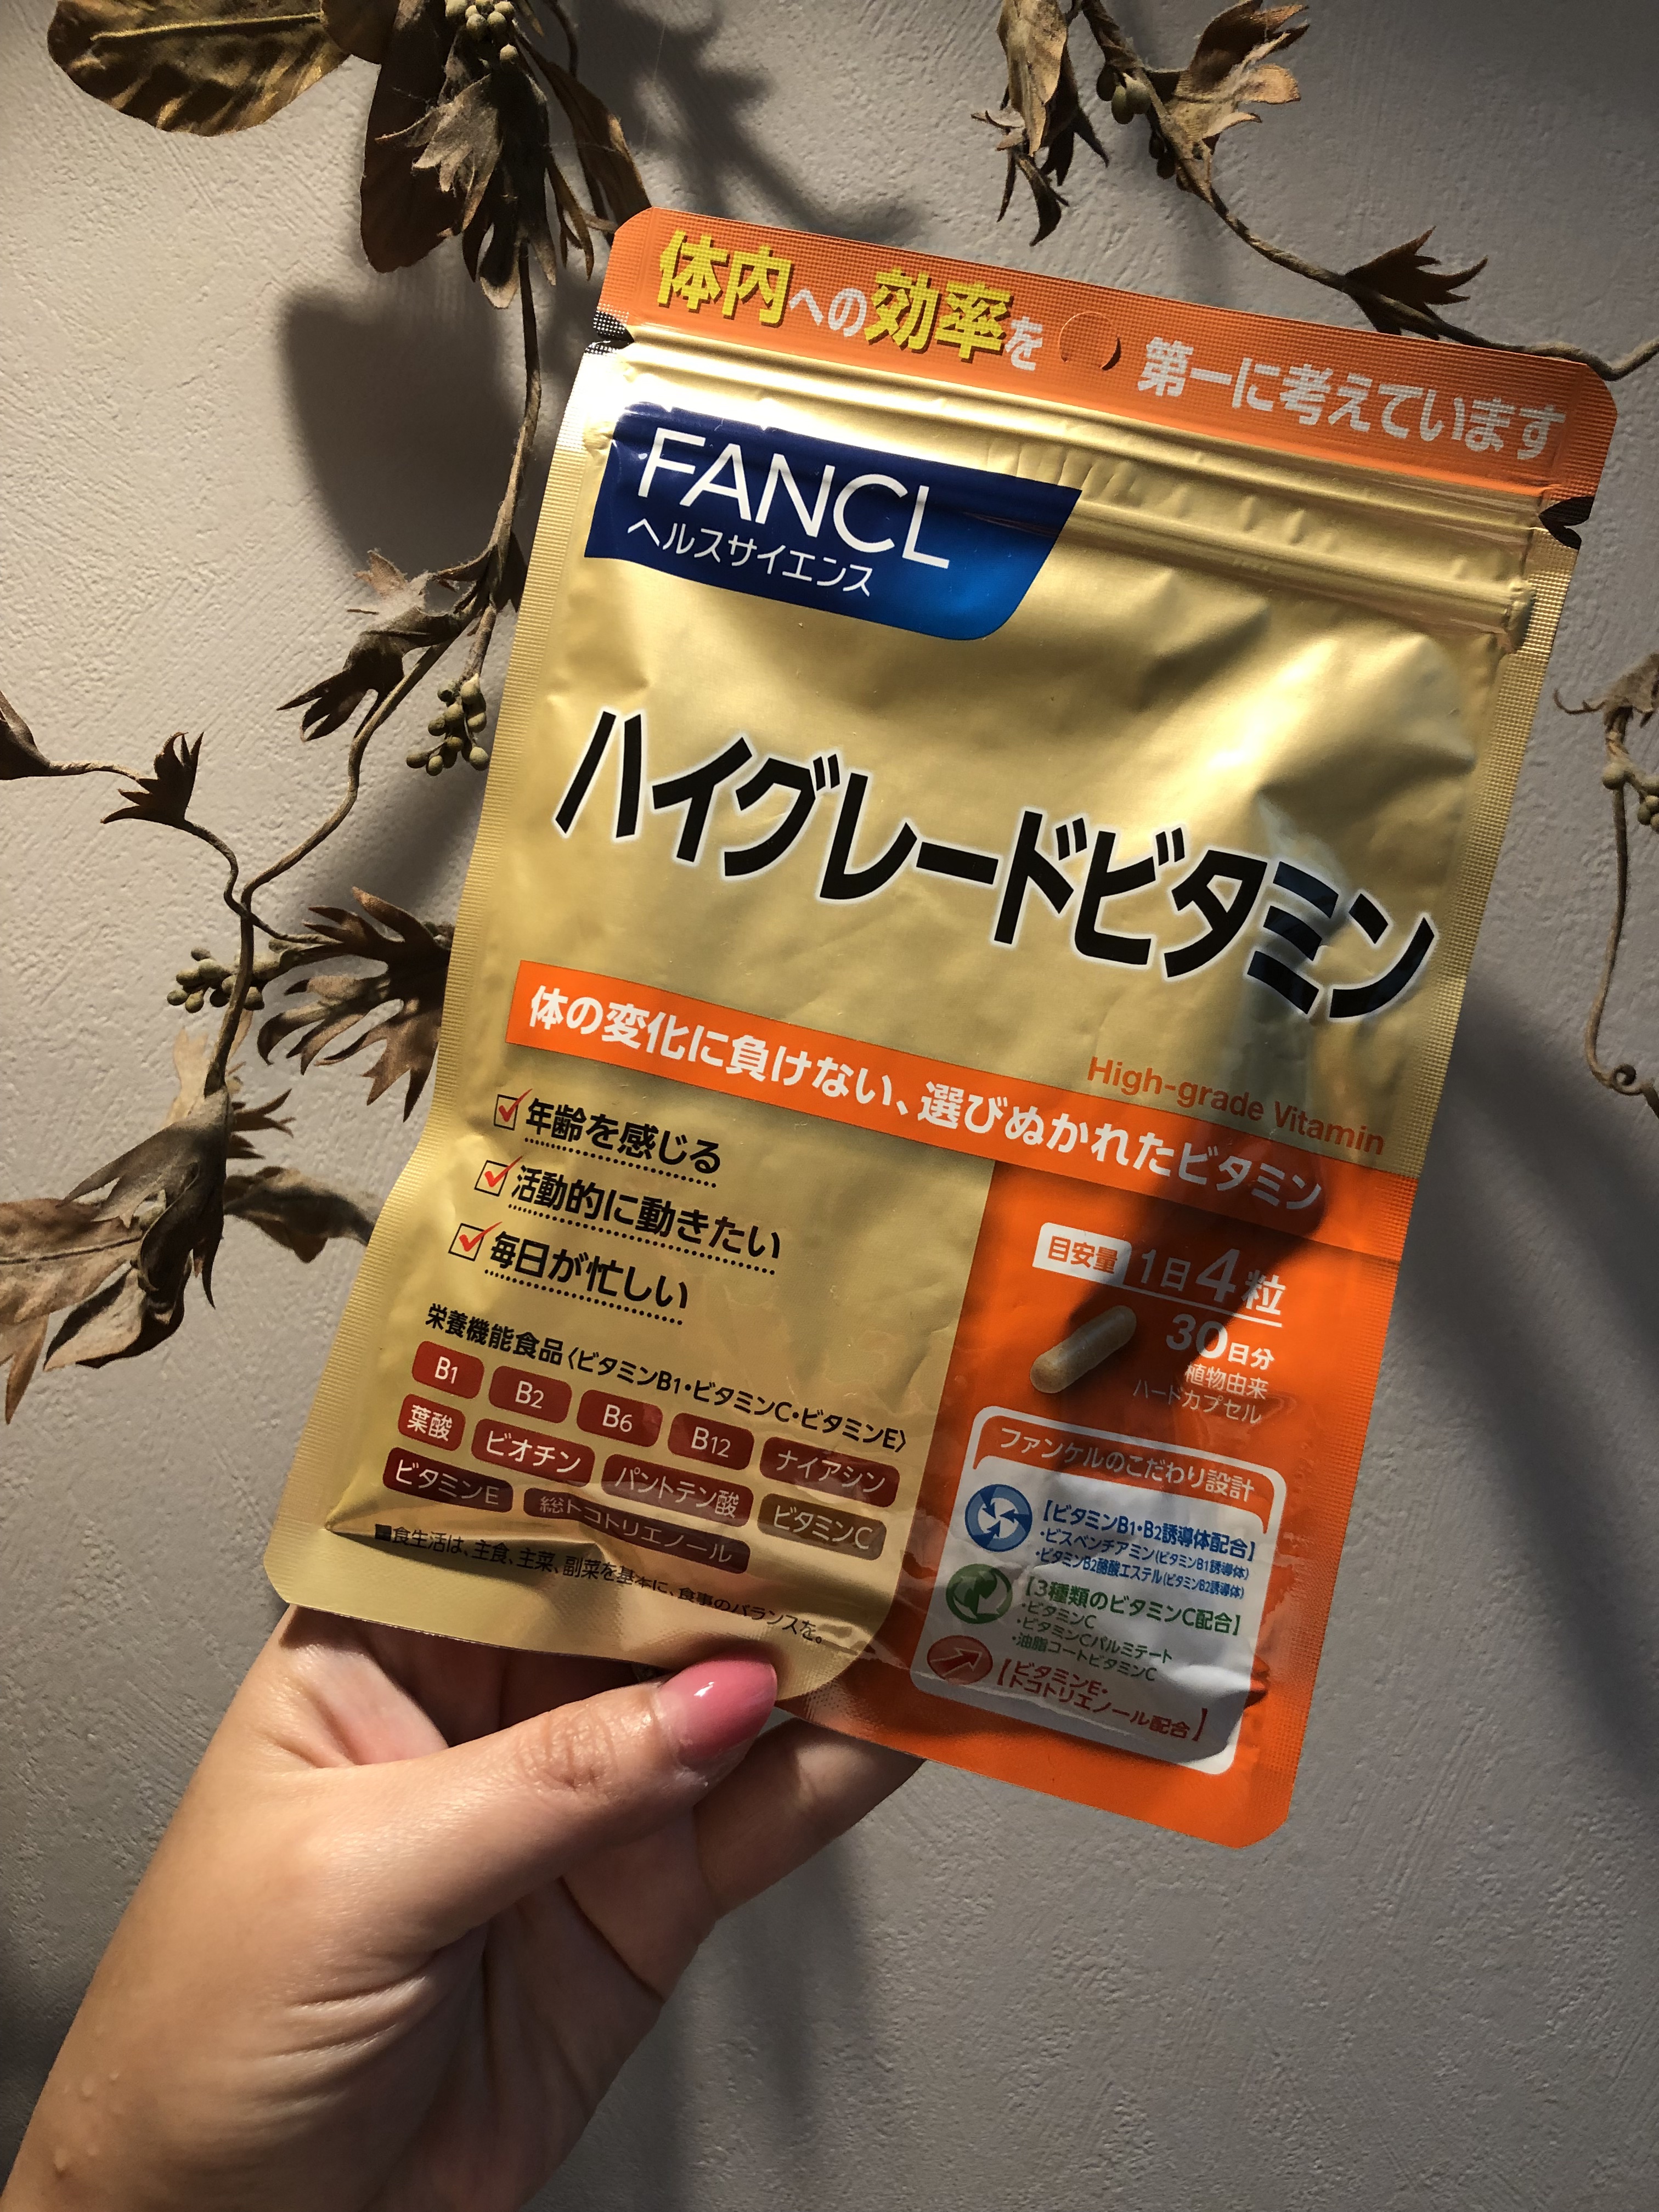 体内への効率を 第一に考えています
FANCL
ヘルスサイエンス
ハイグレードビタミン
High-grade Vitamin
体の変化に負けない、選びぬかれたビタミン
年齢を感じる
活動的に動きたい
毎日が忙しい
栄養機能食品〈ビタミンB1・ビタミンC・ビタミンE〉
B1 B2 B6 B12 ナイアシン
葉酸 ビオチン パントテン酸 ビタミンC
ビタミンE 総トコトリエノール
■食生活は、主食、主菜、副菜を基本に、食事のバランスを。
目安量 1日4粒
30日分
植物由来
ハードカプセル
ファンケルのこだわり設計
【ビタミンB1・B2誘導体配合】
・ビスベンチアミン(ビタミンB1誘導体)
・ビタミンB2酪酸エステル(ビタミンB2誘導体)
【3種類のビタミンC配合】
・ビタミンC
・ビタミンCパルミテート
・油脂コートビタミンC
【ビタミンE・
トコトリエノール配合】